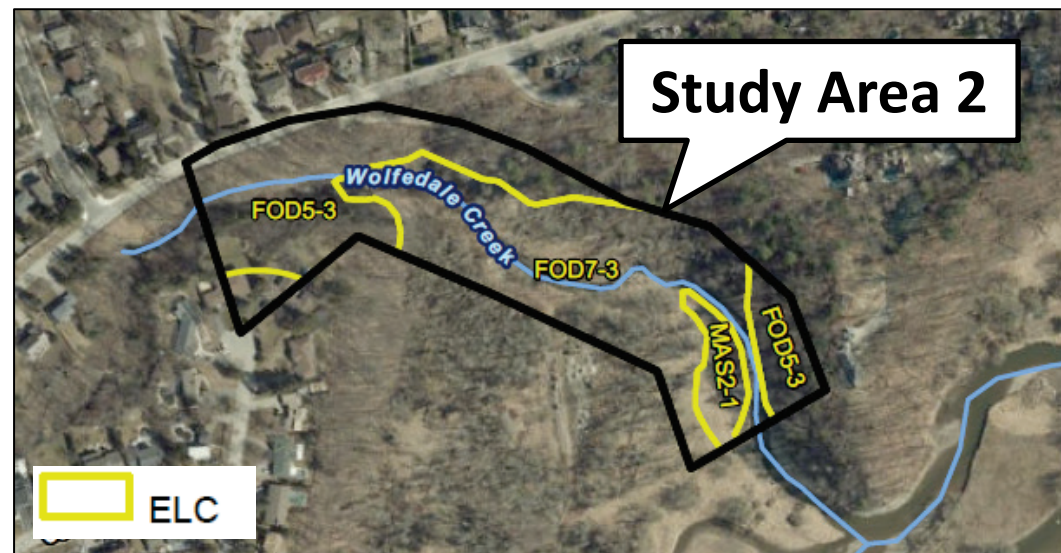 Study Area 2
Wolfedale Creek
FOD5-3
FOD7-3
FOD5-3
MAS2-1
ELC